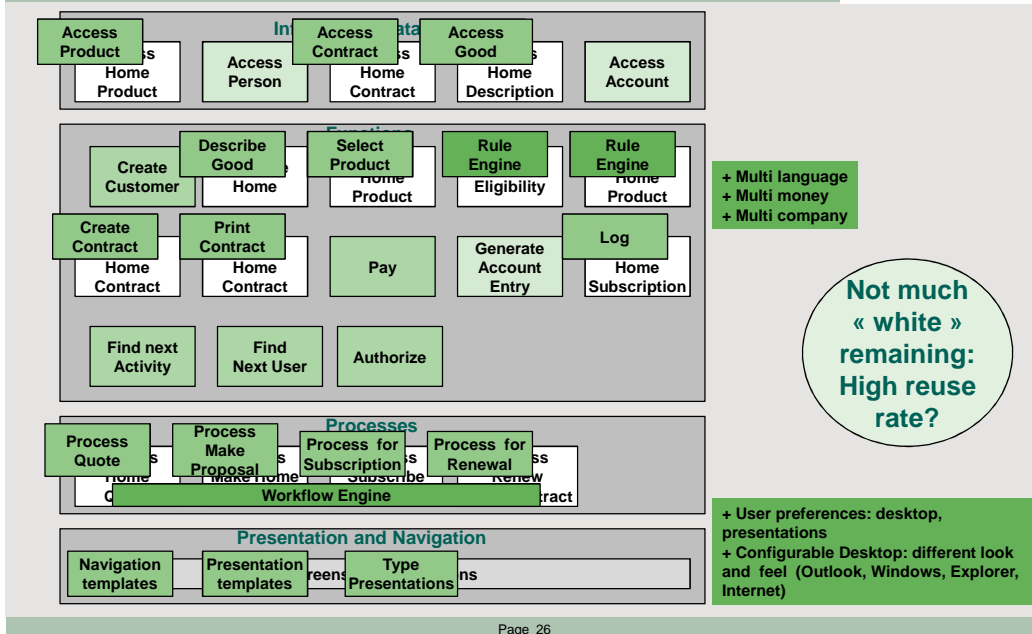 Access
Product
Home
Product
Access
Person
Access
Contract
Home
Contract
Access
Good
Home
Description
Access
Account
Create
Customer
Describe
Good
Home
Select
Product
Home
Product
Rule
Engine
Eligibility
Rule
Engine
Home
Product
Create
Contract
Home
Contract
Print
Contract
Home
Contract
Pay
Generate
Account
Entry
Log
Home
Subscription
Find next
Activity
Find
Next User
Authorize
+ Multi language
+ Multi money
+ Multi company
Not much
« white »
remaining:
High reuse
rate?
Processes
Process
Quote
Process
Make
Proposal
Process for
Subscription
Subscribe
Process for
Renewal
Renew
Workflow Engine
+ User preferences: desktop,
presentations
+ Configurable Desktop: different look
and feel (Outlook, Windows, Explorer,
Internet)
Presentation and Navigation
Navigation
templates
Presentation
templates
Type
Presentations
Page 26